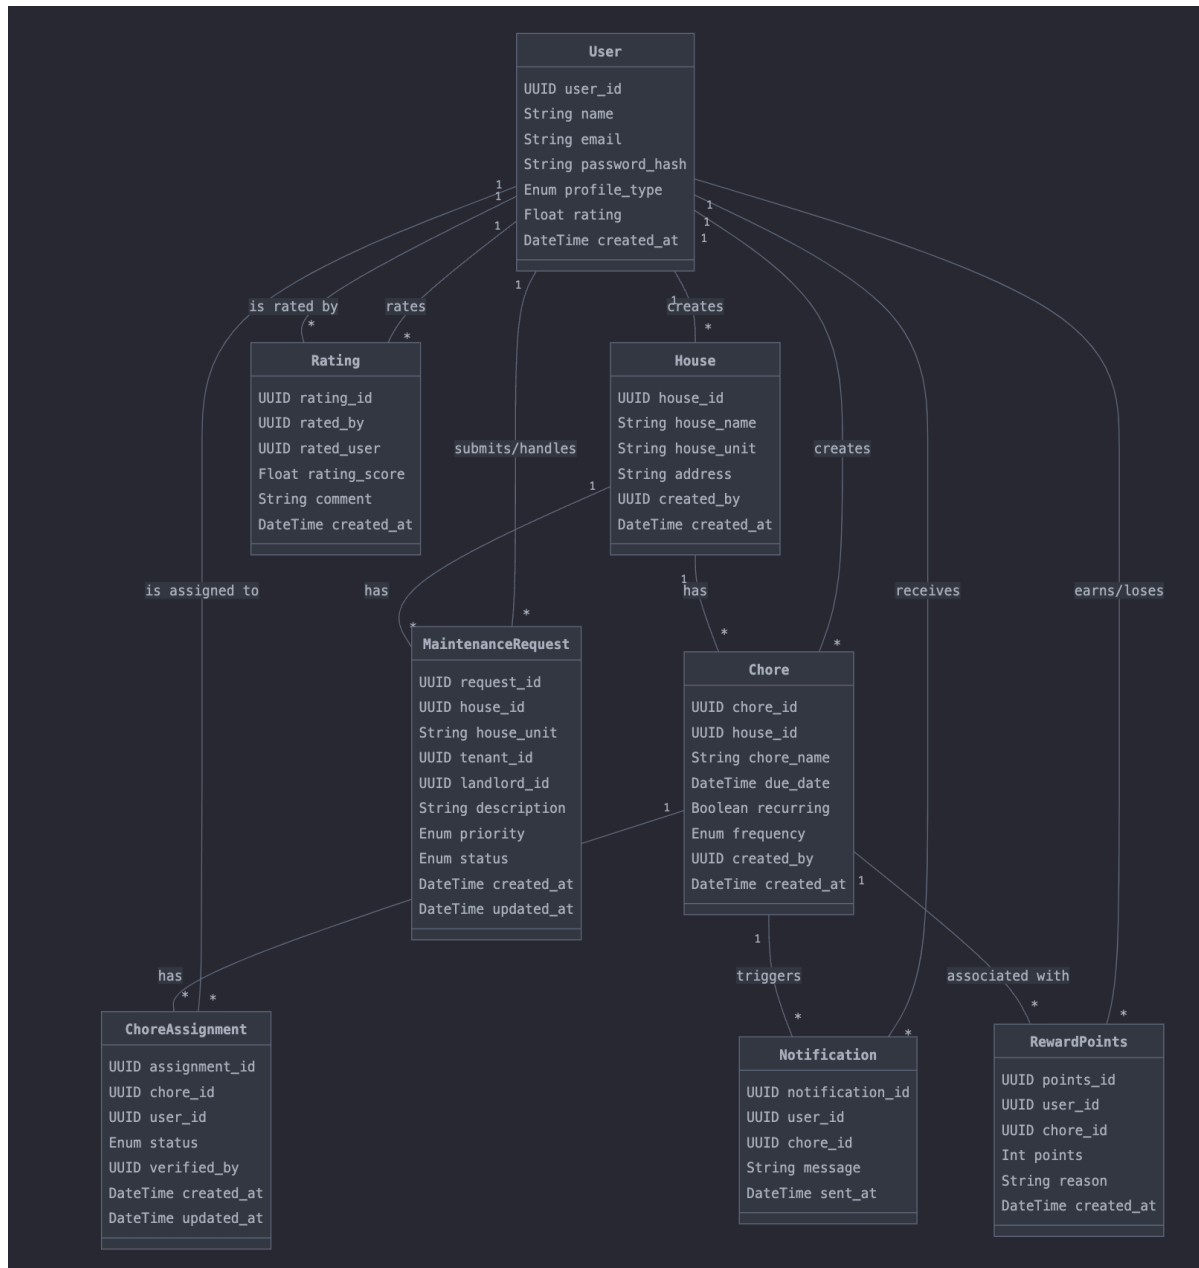 User
UUID user_id
String name
String email
String password_hash
Enum profile_type
Float rating
DateTime created_at
1
1
1
1
1
1
1
1
is rated by
rates
creates
*
*
*
Rating
UUID rating_id
UUID rated_by
UUID rated_user
Float rating_score
String comment
DateTime created_at
House
UUID house_id
String house_name
String house_unit
String address
UUID created_by
DateTime created_at
submits/handles
creates
1
1
is assigned to
has
has
receives
earns/loses
*
*
*
*
MaintenanceRequest
UUID request_id
UUID house_id
String house_unit
UUID tenant_id
UUID landlord_id
String description
Enum priority
Enum status
DateTime created_at
DateTime updated_at
Chore
UUID chore_id
UUID house_id
String chore_name
DateTime due_date
Boolean recurring
Enum frequency
UUID created_by
DateTime created_at
1
1
1
has
triggers
associated with
*
*
*
*
*
*
ChoreAssignment
UUID assignment_id
UUID chore_id
UUID user_id
Enum status
UUID verified_by
DateTime created_at
DateTime updated_at
Notification
UUID notification_id
UUID user_id
UUID chore_id
String message
DateTime sent_at
RewardPoints
UUID points_id
UUID user_id
UUID chore_id
Int points
String reason
DateTime created_at